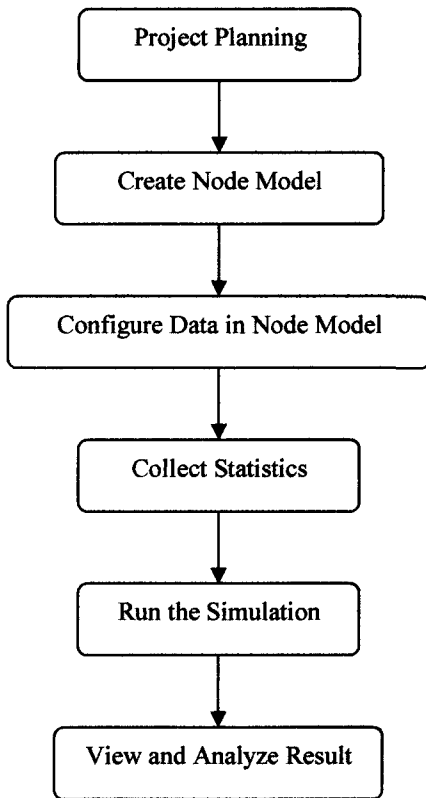 Project Planning
Create Node Model
Configure Data in Node Model
Collect Statistics
Run the Simulation
View and Analyze Result